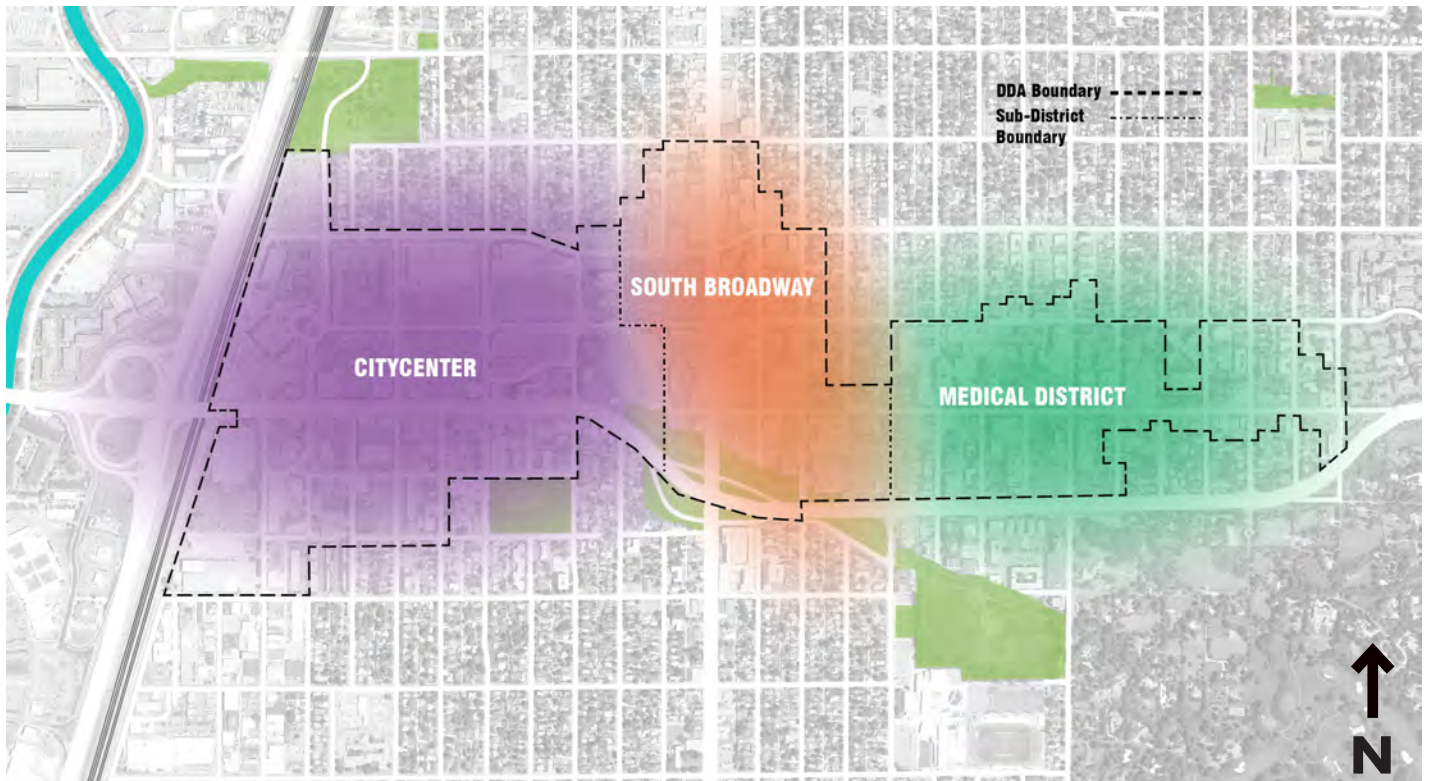 DDA Boundary
Sub-District
Boundary
SOUTH BROADWAY
CITYCENTER
MEDICAL DISTRICT
N